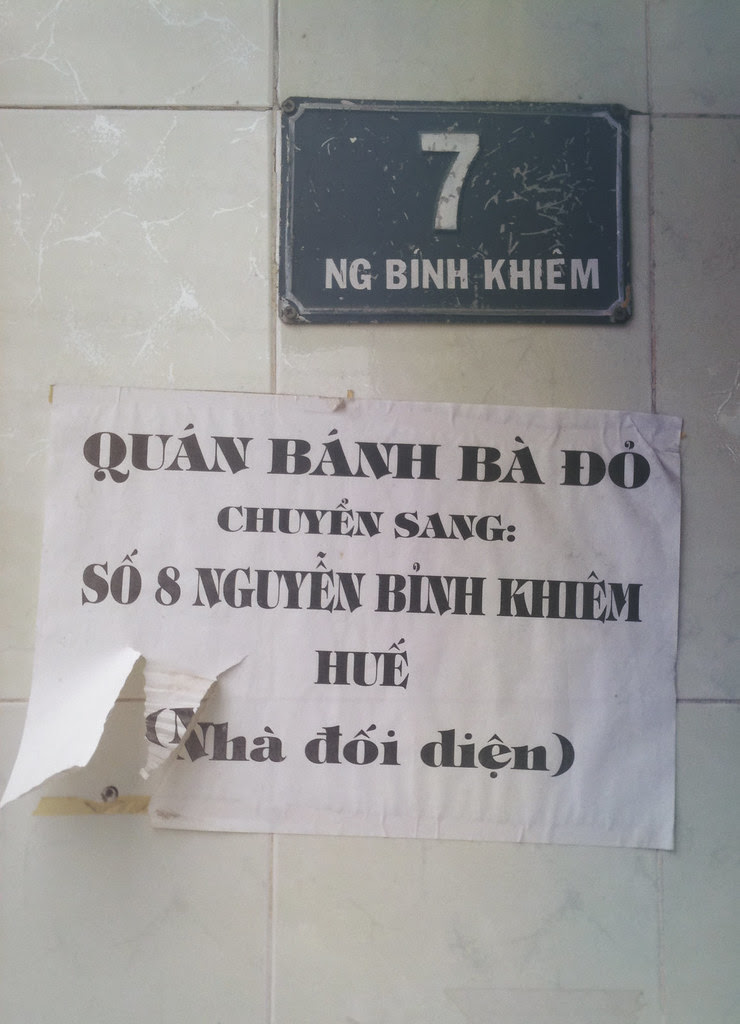 7
NG BỈNH KHIÊM
QUÁN BÁNH BÀ ĐỎ
CHUYỂN SANG:
SỐ 8 NGUYỄN BỈNH KHIÊM
HUẾ
(Nhà đối diện)